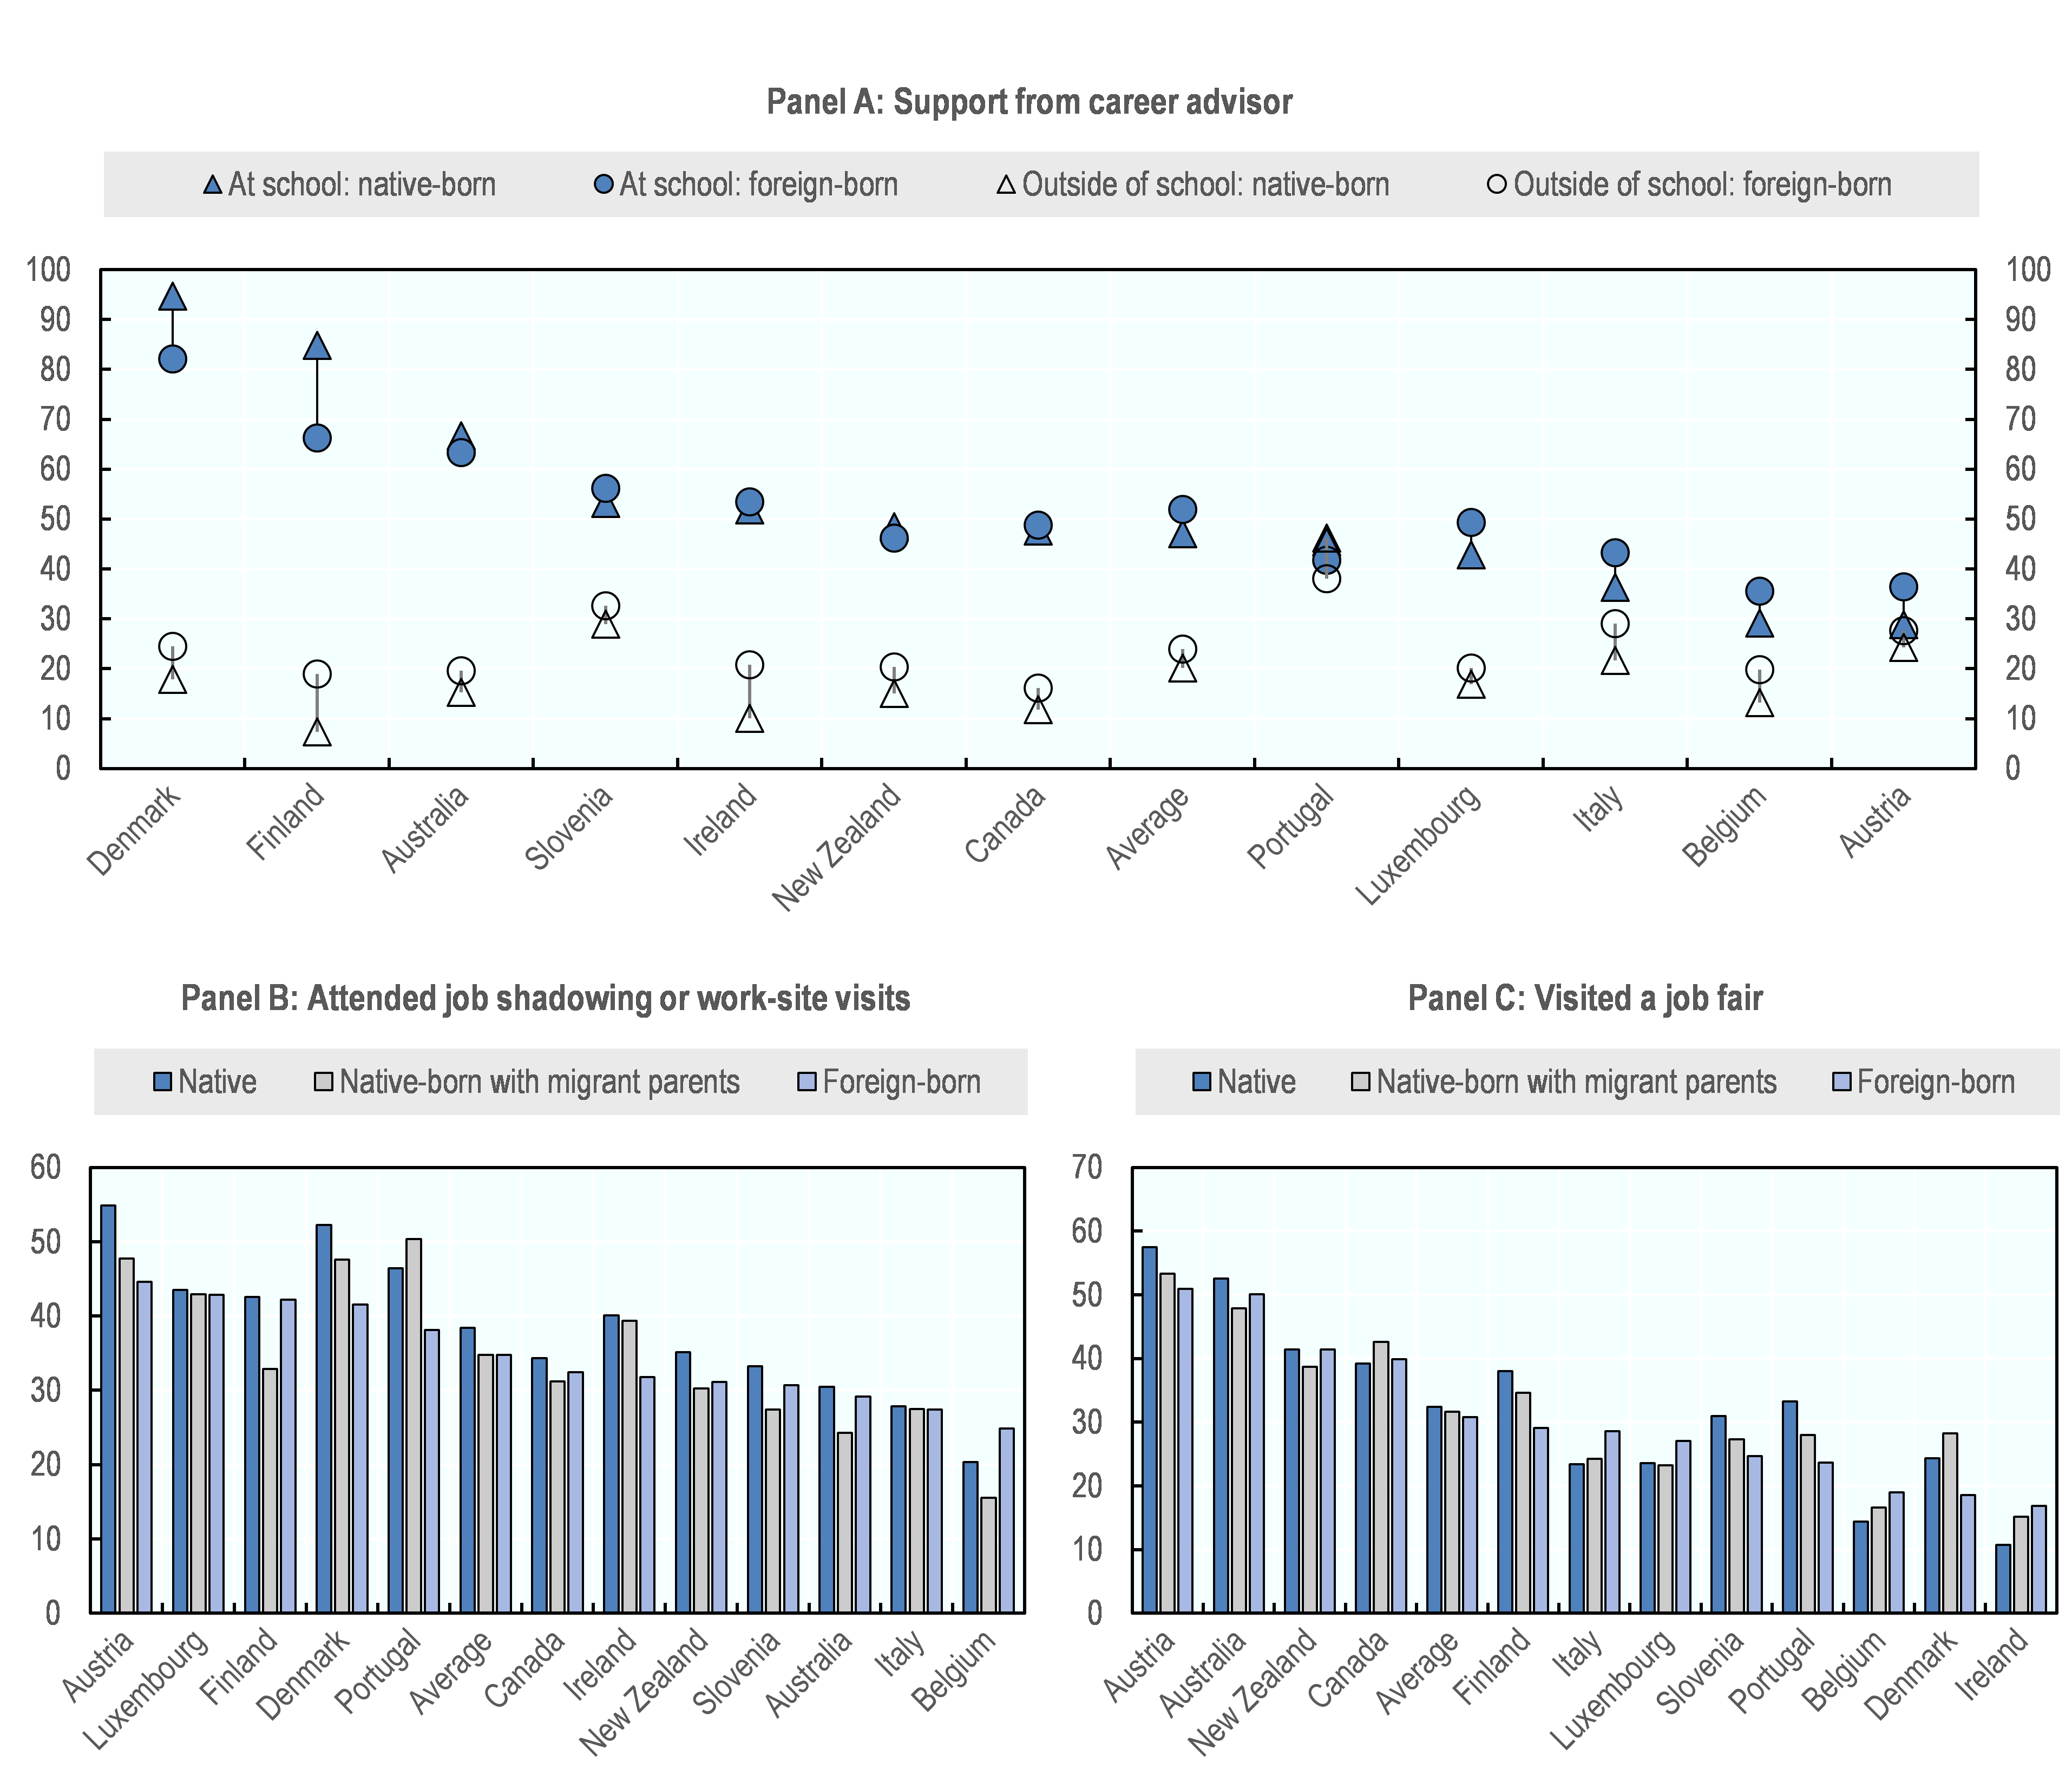 Panel A: Support from career advisor
At school: native-born At school: foreign-born Outside of school: native-born Outside of school: foreign-born
100 100
90 90
80 80
70 70
60 60
50 50
40 40
30 30
20 20
10 10
0 0
Denmark Finland Australia Slovenia Ireland New Zealand Canada Average Portugal Luxembourg Italy Belgium Austria
Panel B: Attended job shadowing or work-site visits
Native Native-born with migrant parents Foreign-born
60
50
40
30
20
10
0
Austria Luxembourg Finland Denmark Portugal Average Canada Ireland New Zealand Slovenia Australia Italy Belgium
Panel C: Visited a job fair
Native Native-born with migrant parents Foreign-born
70
60
50
40
30
20
10
0
Austria Australia New Zealand Canada Average Finland Italy Luxembourg Slovenia Portugal Belgium Denmark Ireland